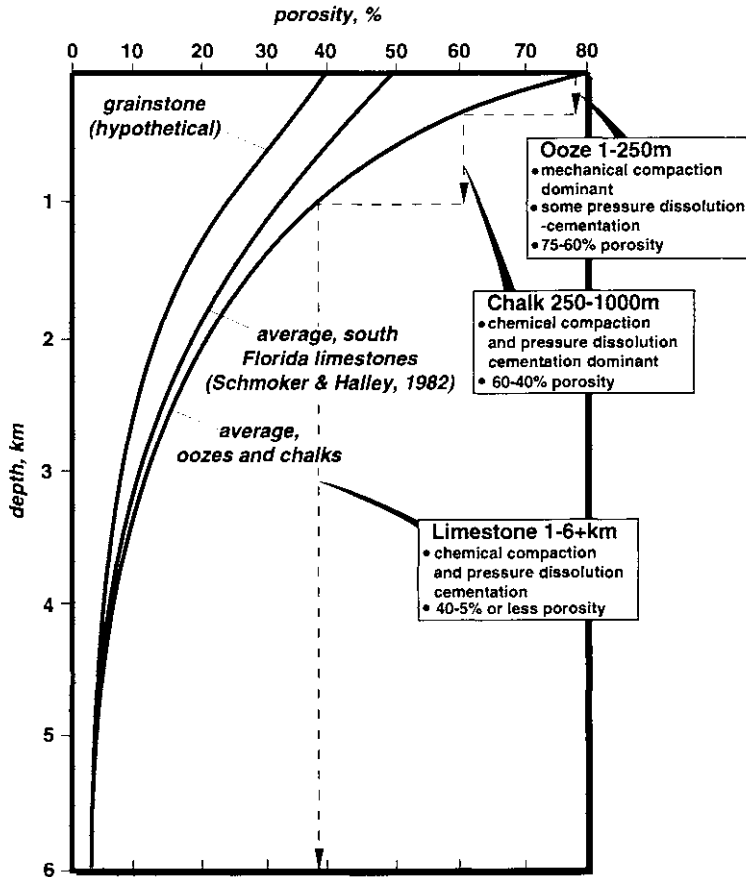 porosity, %
0 10 20 30 40 50 60 70 80
grainstone
(hypothetical)
Ooze 1-250m
• mechanical compaction
dominant
• some pressure dissolution
-cementation
• 75-60% porosity
1
Chalk 250-1000m
• chemical compaction
and pressure dissolution
cementation dominant
• 60-40% porosity
2
average, south
Florida limestones
(Schmoker & Halley, 1982)
average,
oozes and chalks
depth, km
3
Limestone 1-6+km
• chemical compaction
and pressure dissolution
cementation
• 40-5% or less porosity
4
5
6